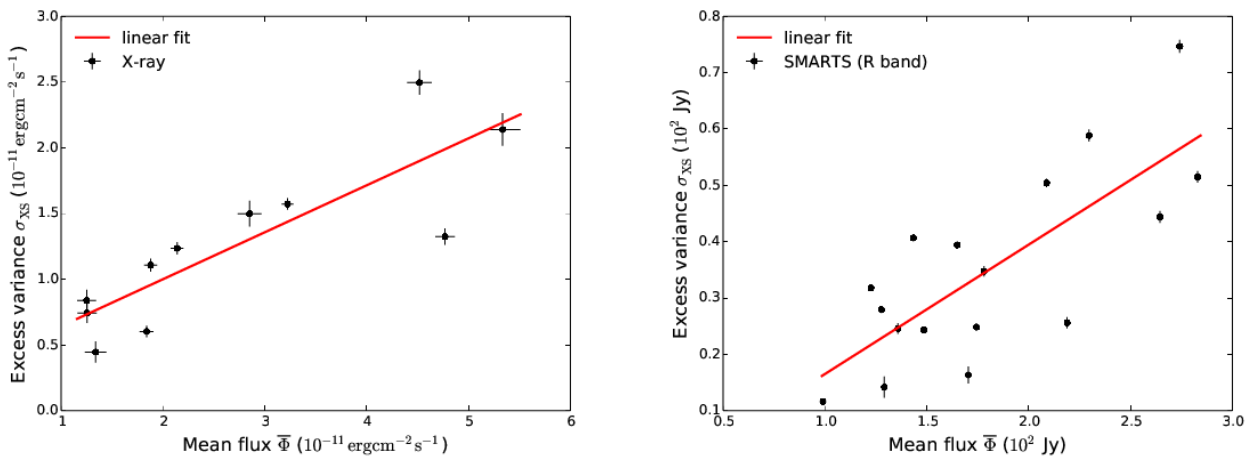 3.0
2.5
2.0
1.5
1.0
0.5
0.0
Excess variance σ_XS (10⁻¹¹ ergcm⁻² s⁻¹)
linear fit
X-ray
1 2 3 4 5 6
Mean flux Φ̅ (10⁻¹¹ ergcm⁻² s⁻¹)
0.8
0.7
0.6
0.5
0.4
0.3
0.2
0.1
Excess variance σ_XS (10² Jy)
linear fit
SMARTS (R band)
0.5 1.0 1.5 2.0 2.5 3.0
Mean flux Φ̅ (10² Jy)